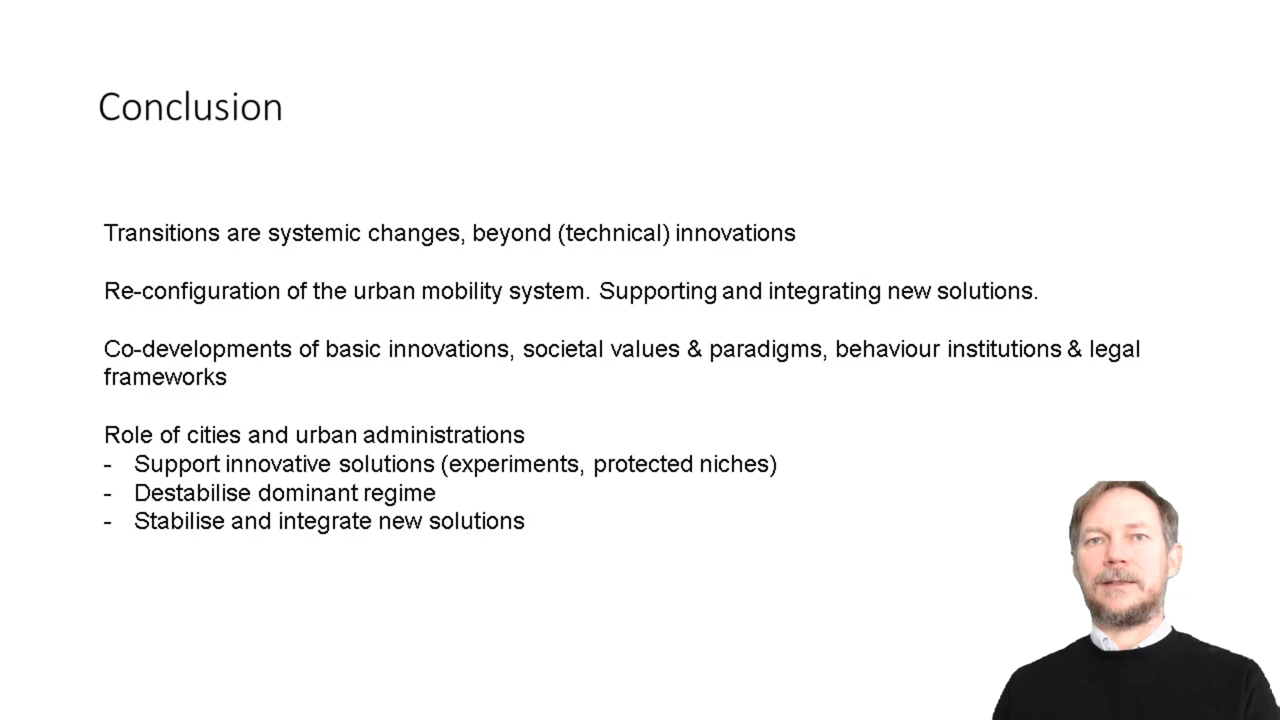 Conclusion
Transitions are systemic changes, beyond (technical) innovations
Re-configuration of the urban mobility system. Supporting and integrating new solutions.
Co-developments of basic innovations, societal values & paradigms, behaviour institutions & legal
frameworks
Role of cities and urban administrations
- Support innovative solutions (experiments, protected niches)
- Destabilise dominant regime
- Stabilise and integrate new solutions